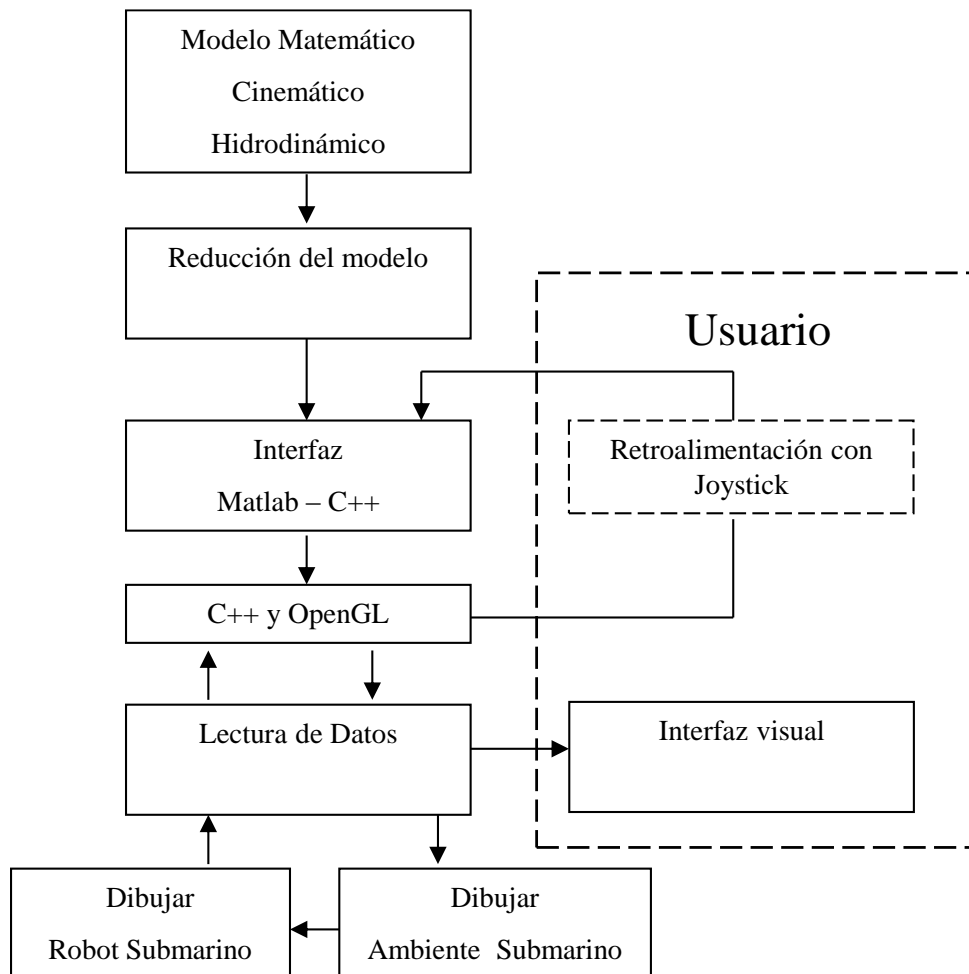 Modelo Matemático
Cinemático
Hidrodinámico
Reducción del modelo
Usuario
Interfaz
Matlab – C++
Retroalimentación con
Joystick
C++ y OpenGL
Lectura de Datos
Interfaz visual
Dibujar
Robot Submarino
Dibujar
Ambiente Submarino